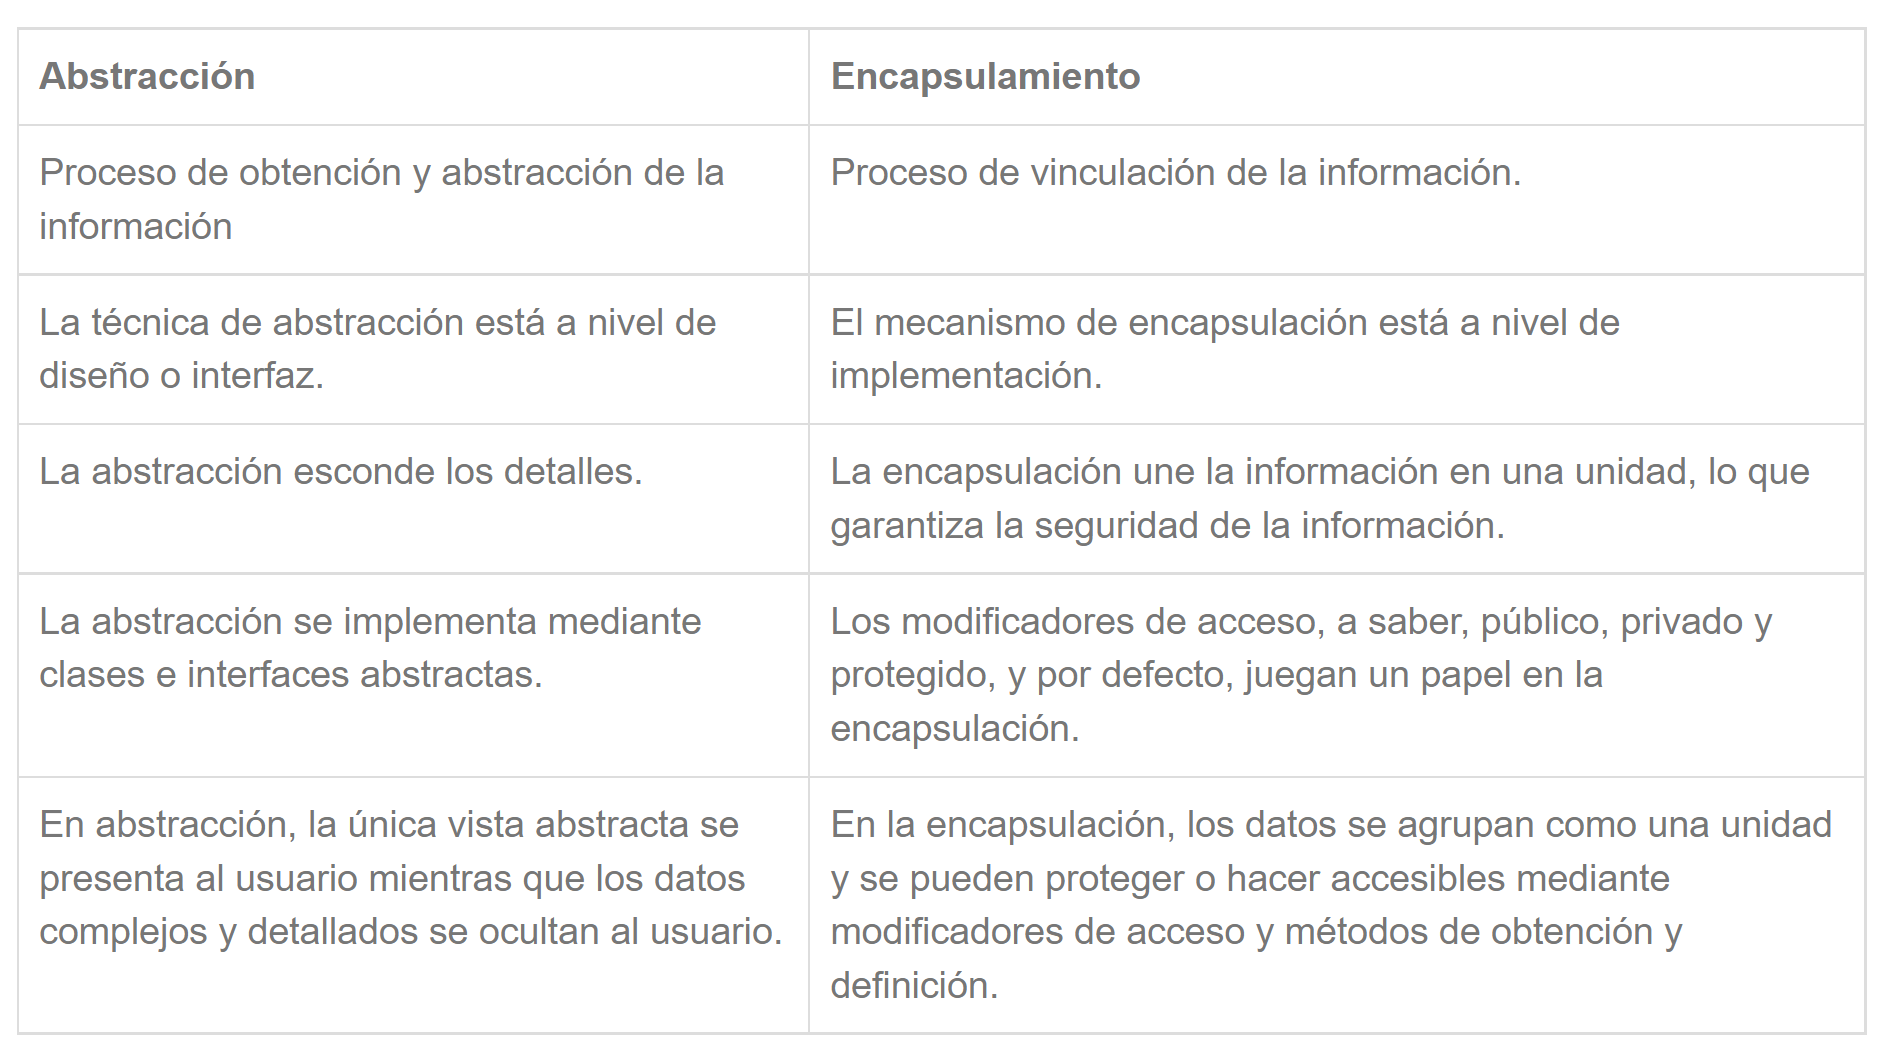 Abstracción
Encapsulamiento
Proceso de obtención y abstracción de la
información
Proceso de vinculación de la información.
La técnica de abstracción está a nivel de
diseño o interfaz.
El mecanismo de encapsulación está a nivel de
implementación.
La abstracción esconde los detalles.
La encapsulación une la información en una unidad, lo que
garantiza la seguridad de la información.
La abstracción se implementa mediante
clases e interfaces abstractas.
Los modificadores de acceso, a saber, público, privado y
protegido, y por defecto, juegan un papel en la
encapsulación.
En abstracción, la única vista abstracta se
presenta al usuario mientras que los datos
complejos y detallados se ocultan al usuario.
En la encapsulación, los datos se agrupan como una unidad
y se pueden proteger o hacer accesibles mediante
modificadores de acceso y métodos de obtención y
definición.